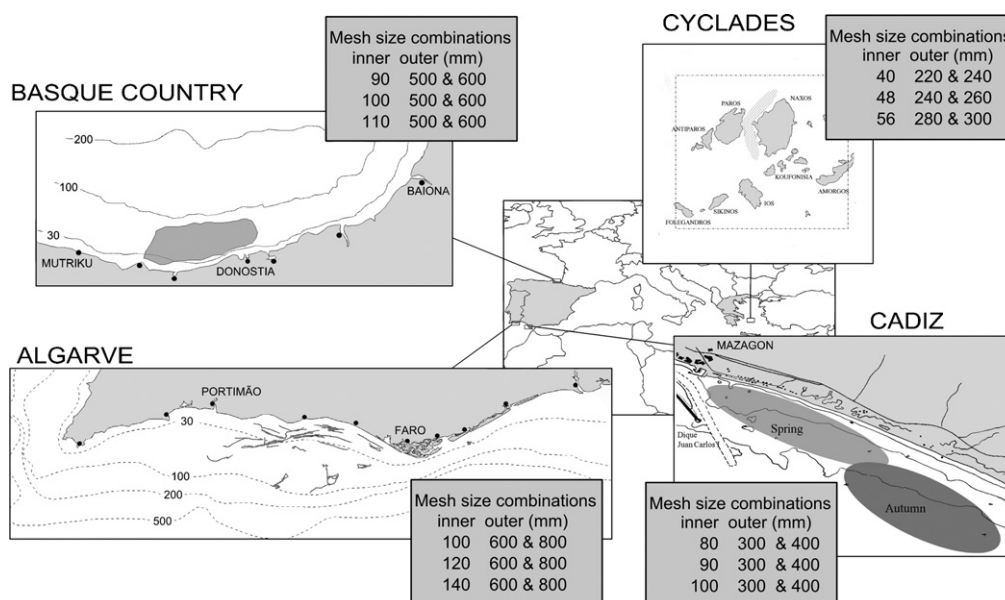 BASQUE COUNTRY
Mesh size combinations
inner outer (mm)
90 500 & 600
100 500 & 600
110 500 & 600
200
100
30
MUTRIKU
DONOSTIA
BAIONA
CYCLADES
Mesh size combinations
inner outer (mm)
40 220 & 240
48 240 & 260
56 280 & 300
PAROS
NAXOS
ANTIPAROS
KOUFONISIA
AMORGOS
IOS
SIKINOS
FOLEGANDROS
ALGARVE
PORTIMÃO
30
FARO
100
200
500
Mesh size combinations
inner outer (mm)
100 600 & 800
120 600 & 800
140 600 & 800
CADIZ
MAZAGON
Dique
Juan Carlos I
Spring
Autumn
Mesh size combinations
inner outer (mm)
80 300 & 400
90 300 & 400
100 300 & 400